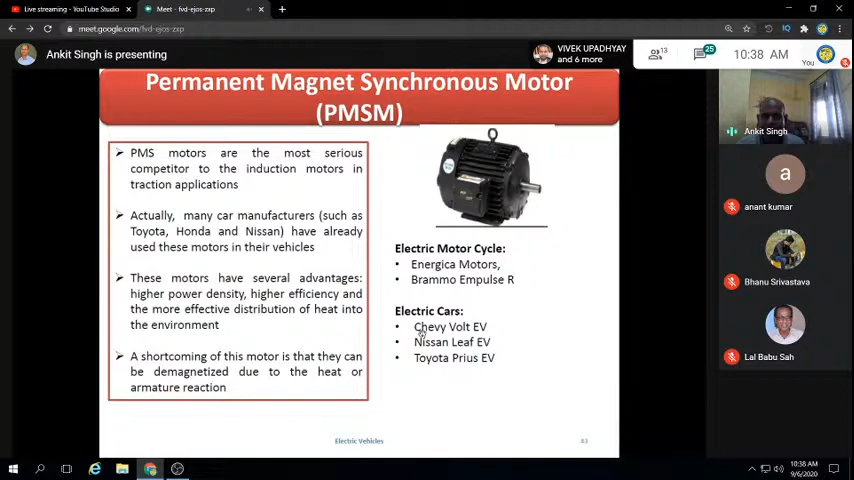 Live streaming - YouTube Studio
Meet - fvd-ejos-zxp
meet.google.com/fvd-ejos-zxp
Ankit Singh is presenting
VIVEK UPADHYAY
and 6 more
13
25
10:38 AM
You
Permanent Magnet Synchronous Motor
(PMSM)
➢ PMS motors are the most serious
competitor to the induction motors in
traction applications
➢ Actually, many car manufacturers (such as
Toyota, Honda and Nissan) have already
used these motors in their vehicles
➢ These motors have several advantages:
higher power density, higher efficiency and
the more effective distribution of heat into
the environment
➢ A shortcoming of this motor is that they can
be demagnetized due to the heat or
armature reaction
Electric Motor Cycle:
• Energica Motors,
• Brammo Empulse R
Electric Cars:
• Chevy Volt EV
• Nissan Leaf EV
• Toyota Prius EV
Electric Vehicles
43
Ankit Singh
a
anant kumar
Bhanu Srivastava
Lal Babu Sah
10:38 AM
9/6/2020